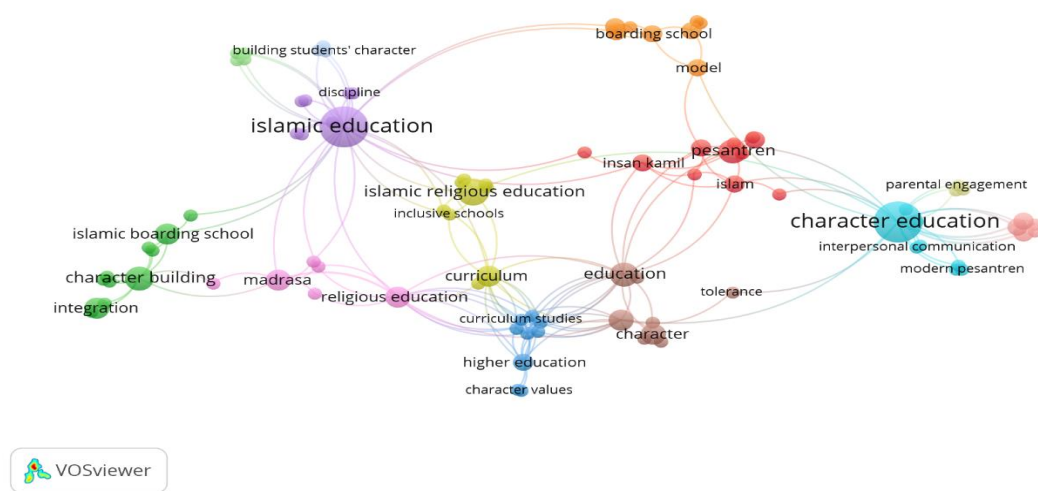 boarding school
building students' character
model
discipline
islamic education
pesantren
insan kamil
islam
islamic religious education
parental engagement
inclusive schools
character education
islamic boarding school
interpersonal communication
character building
madrasa
curriculum
education
modern pesantren
integration
religious education
tolerance
curriculum studies
character
higher education
character values
VOSviewer